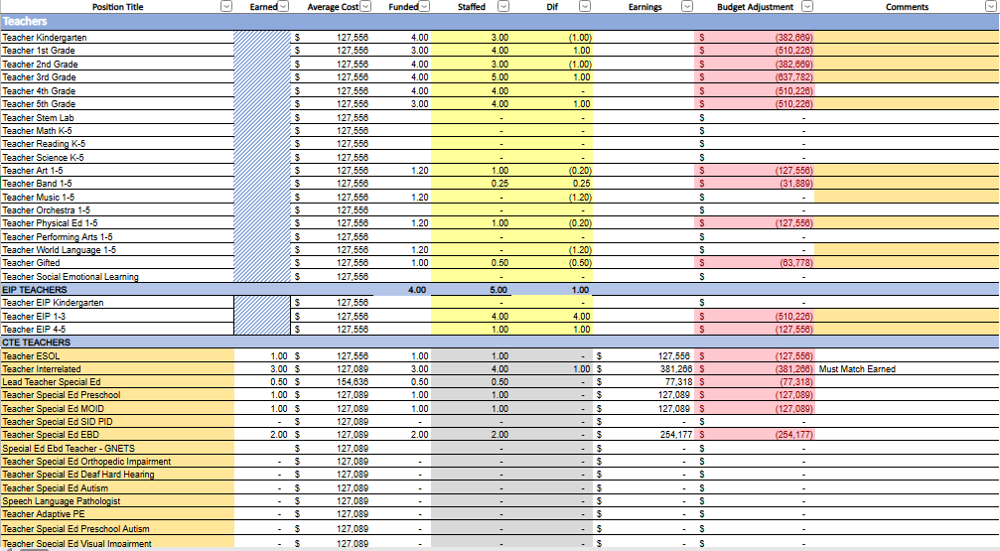 Position Title Earned Average Cost Funded Staffed Dif Earnings Budget Adjustment Comments
Teachers
Teacher Kindergarten $ 127,556 4.00 3.00 (1.00) $ (382,669)
Teacher 1st Grade $ 127,556 3.00 4.00 1.00 $ (510,226)
Teacher 2nd Grade $ 127,556 4.00 3.00 (1.00) $ (382,669)
Teacher 3rd Grade $ 127,556 4.00 5.00 1.00 $ (637,782)
Teacher 4th Grade $ 127,556 4.00 4.00 - $ (510,226)
Teacher 5th Grade $ 127,556 3.00 4.00 1.00 $ (510,226)
Teacher Stem Lab $ 127,556 - - $ -
Teacher Math K-5 $ 127,556 - - $ -
Teacher Reading K-5 $ 127,556 - - $ -
Teacher Science K-5 $ 127,556 - - $ -
Teacher Art 1-5 $ 127,556 1.20 1.00 (0.20) $ (127,556)
Teacher Band 1-5 $ 127,556 0.25 0.25 $ (31,889)
Teacher Music 1-5 $ 127,556 1.20 - (1.20) $ -
Teacher Orchestra 1-5 $ 127,556 - - $ -
Teacher Physical Ed 1-5 $ 127,556 1.20 1.00 (0.20) $ (127,556)
Teacher Performing Arts 1-5 $ 127,556 - - $ -
Teacher World Language 1-5 $ 127,556 1.20 - (1.20) $ -
Teacher Gifted $ 127,556 1.00 0.50 (0.50) $ (63,778)
Teacher Social Emotional Learning $ 127,556 - - $ -
EIP TEACHERS 4.00 5.00 1.00
Teacher EIP Kindergarten $ 127,556 - - $ -
Teacher EIP 1-3 $ 127,556 4.00 4.00 $ (510,226)
Teacher EIP 4-5 $ 127,556 1.00 1.00 $ (127,556)
CTE TEACHERS
Teacher ESOL 1.00 $ 127,556 1.00 1.00 - $ 127,556 $ (127,556)
Teacher Interrelated 3.00 $ 127,089 3.00 4.00 1.00 $ 381,266 $ (381,266) Must Match Earned
Lead Teacher Special Ed 0.50 $ 154,636 0.50 0.50 - $ 77,318 $ (77,318)
Teacher Special Ed Preschool 1.00 $ 127,089 1.00 1.00 - $ 127,089 $ (127,089)
Teacher Special Ed MOID 1.00 $ 127,089 1.00 1.00 - $ 127,089 $ (127,089)
Teacher Special Ed SID PID - $ 127,089 - - - $ - $ -
Teacher Special Ed EBD 2.00 $ 127,089 2.00 2.00 - $ 254,177 $ (254,177)
Special Ed Ebd Teacher - GNETS $ 127,089 - - $ - $ -
Teacher Special Ed Orthopedic Impairment - $ 127,089 - - - $ - $ -
Teacher Special Ed Deaf Hard Hearing - $ 127,089 - - - $ - $ -
Teacher Special Ed Autism - $ 127,089 - - - $ - $ -
Speech Language Pathologist - $ 127,089 - - - $ - $ -
Teacher Adaptive PE - $ 127,089 - - - $ - $ -
Teacher Special Ed Preschool Autism - $ 127,089 - - - $ - $ -
Teacher Special Ed Visual Impairment - $ 127,089 - - - $ - $ -